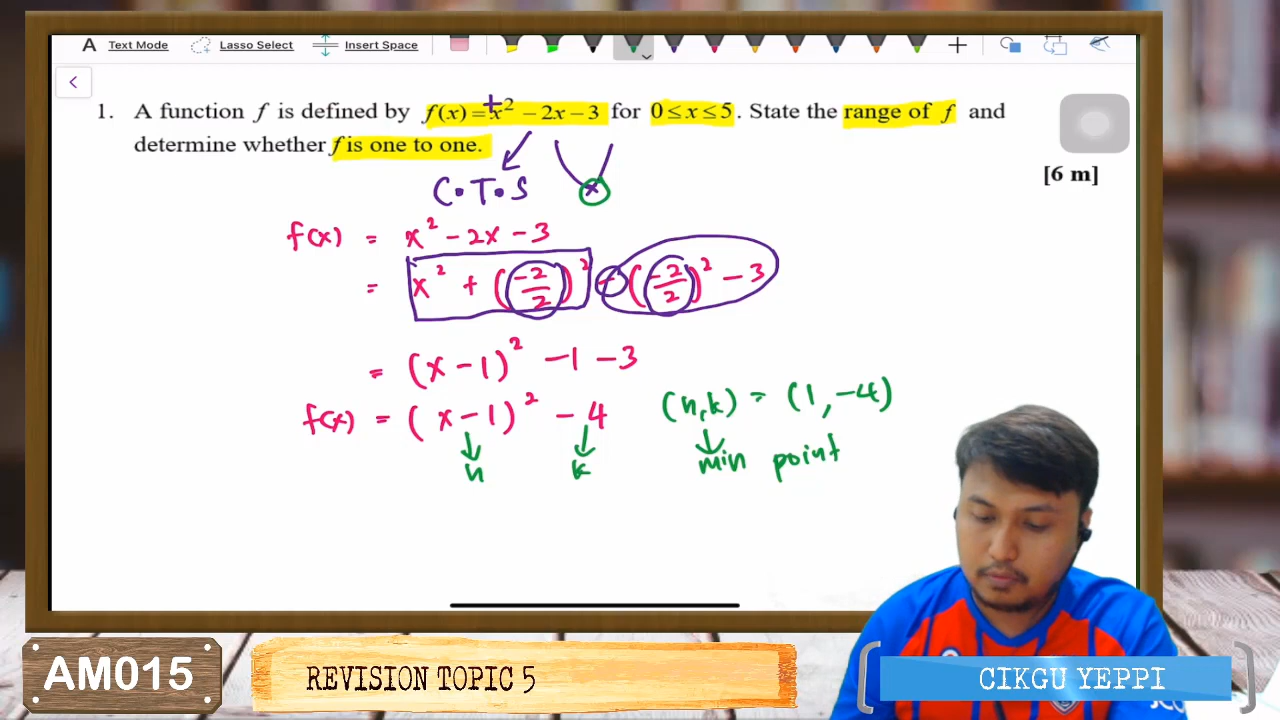 A Text Mode Lasso Select Insert Space
1. A function f is defined by f(x) = x² − 2x − 3 for 0 ≤ x ≤ 5. State the range of f and
determine whether f is one to one.
[6 m]
+
C.T.S
f(x) = x² − 2x − 3
= x² + (-2/2)² − (-2/2)² − 3
= (x − 1)² − 1 − 3
f(x) = (x − 1)² − 4 (h,k) = (1, −4)
h k min point
AM015
REVISION TOPIC 5
CIKGU YEPPI